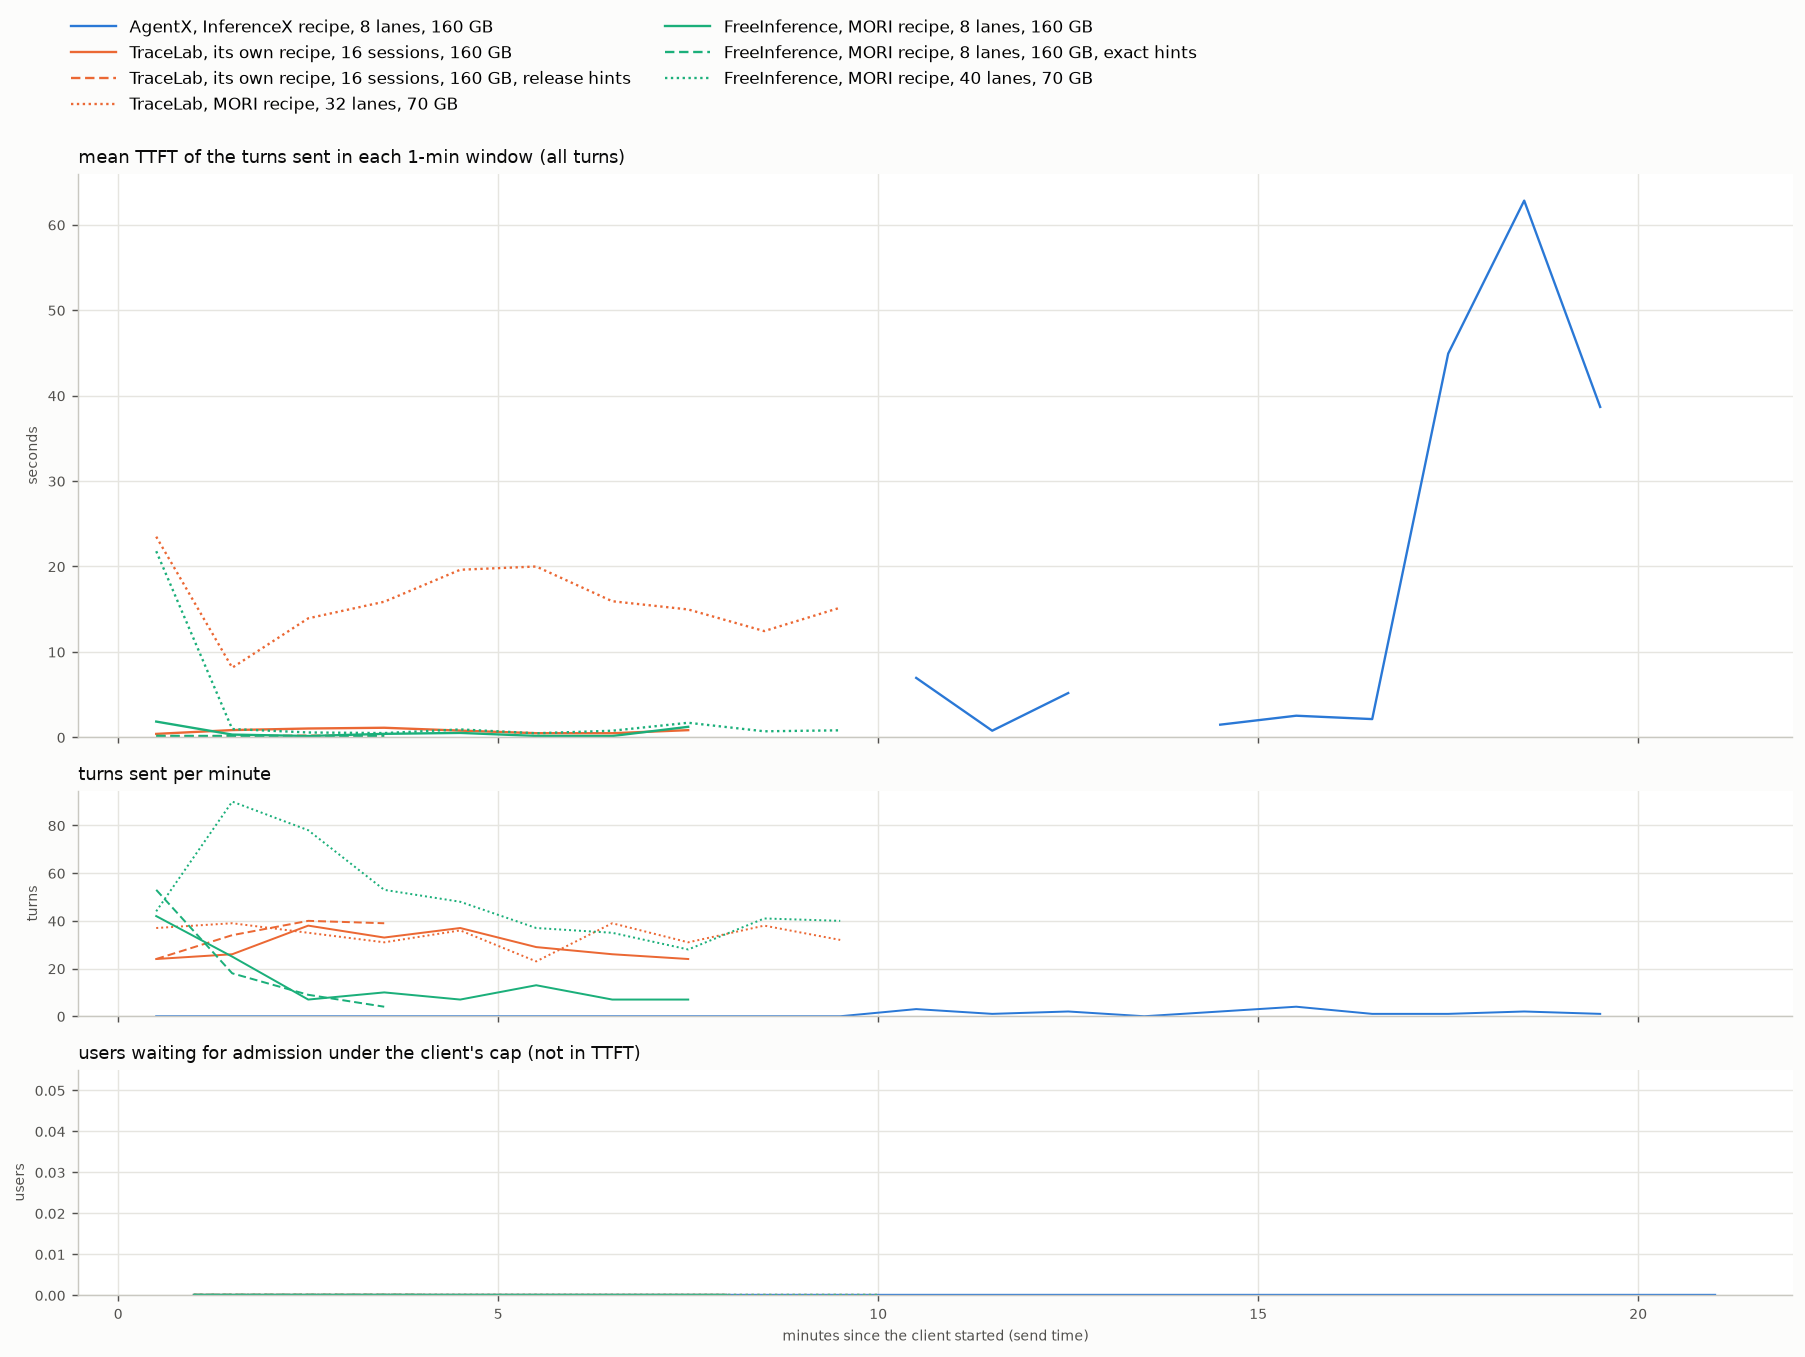 AgentX, InferenceX recipe, 8 lanes, 160 GB
TraceLab, its own recipe, 16 sessions, 160 GB
TraceLab, its own recipe, 16 sessions, 160 GB, release hints
TraceLab, MORI recipe, 32 lanes, 70 GB
FreeInference, MORI recipe, 8 lanes, 160 GB
FreeInference, MORI recipe, 8 lanes, 160 GB, exact hints
FreeInference, MORI recipe, 40 lanes, 70 GB
mean TTFT of the turns sent in each 1-min window (all turns)
60
50
40
30
20
10
0
seconds
turns sent per minute
80
60
40
20
0
turns
users waiting for admission under the client's cap (not in TTFT)
0.05
0.04
0.03
0.02
0.01
0.00
users
0
5
10
15
20
minutes since the client started (send time)